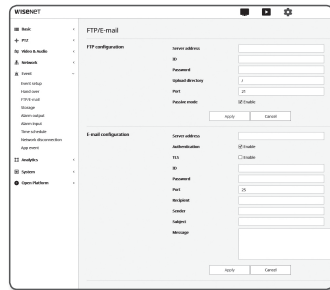 WISENET
Basic
PTZ
Video & Audio
Network
Event
Event setup
Hand over
FTP/E-mail
Storage
Alarm output
Alarm input
Time schedule
Network disconnection
App event
Analytics
System
Open Platform
FTP/E-mail
FTP configuration
Server address
ID
Password
Upload directory /
Port 21
Passive mode Enable
Apply Cancel
E-mail configuration
Server address
Authentication Enable
TLS Enable
ID
Password
Port 25
Recipient
Sender
Subject
Message
Apply Cancel